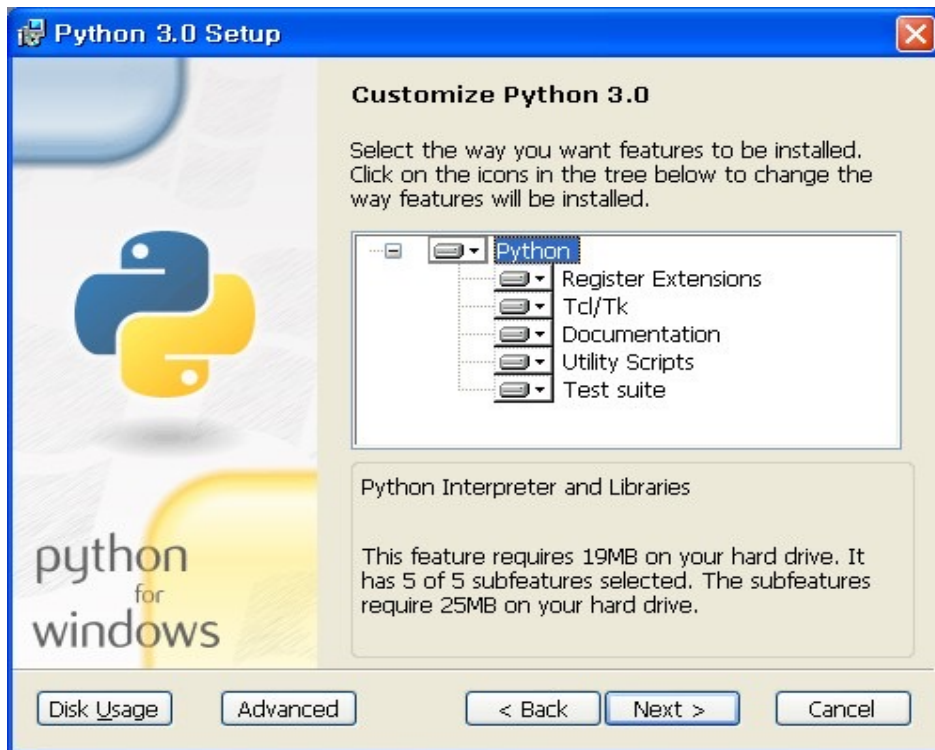 Python 3.0 Setup
Customize Python 3.0
Select the way you want features to be installed.
Click on the icons in the tree below to change the
way features will be installed.
Python
Register Extensions
Tcl/Tk
Documentation
Utility Scripts
Test suite
Python Interpreter and Libraries
This feature requires 19MB on your hard drive. It
has 5 of 5 subfeatures selected. The subfeatures
require 25MB on your hard drive.
python
for
windows
Disk Usage
Advanced
< Back
Next >
Cancel